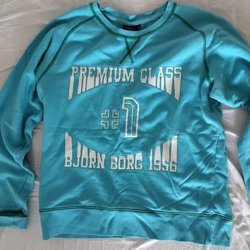 PREMIUM CLASS
#1
BJORN BORG 1956